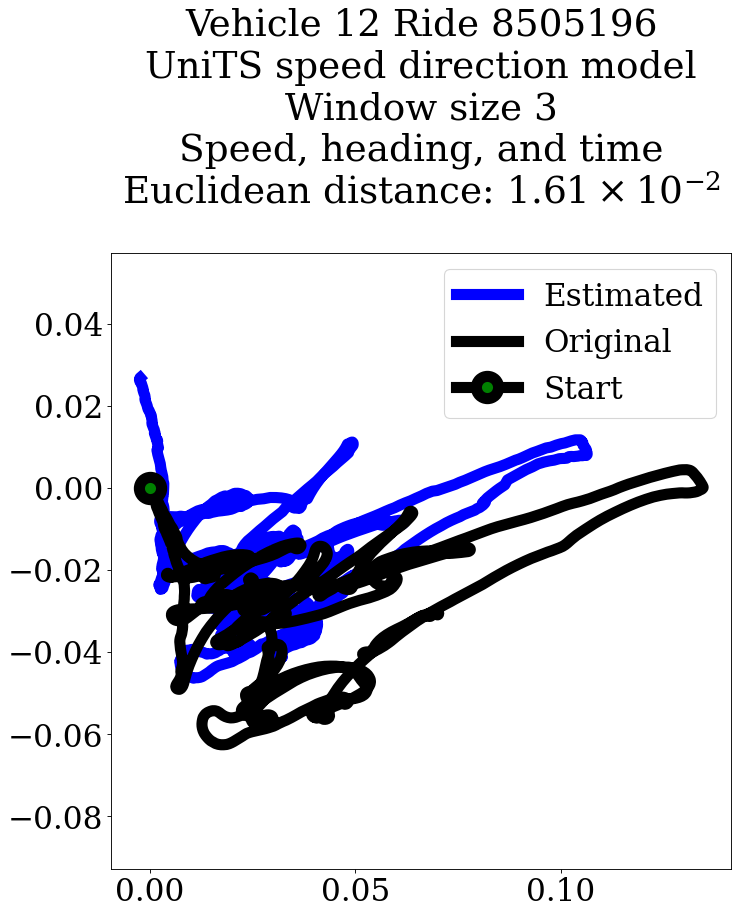 Vehicle 12 Ride 8505196
UniTS speed direction model
Window size 3
Speed, heading, and time
Euclidean distance: 1.61 × 10⁻²
Estimated
Original
Start
0.04
0.02
0.00
−0.02
−0.04
−0.06
−0.08
0.00 0.05 0.10